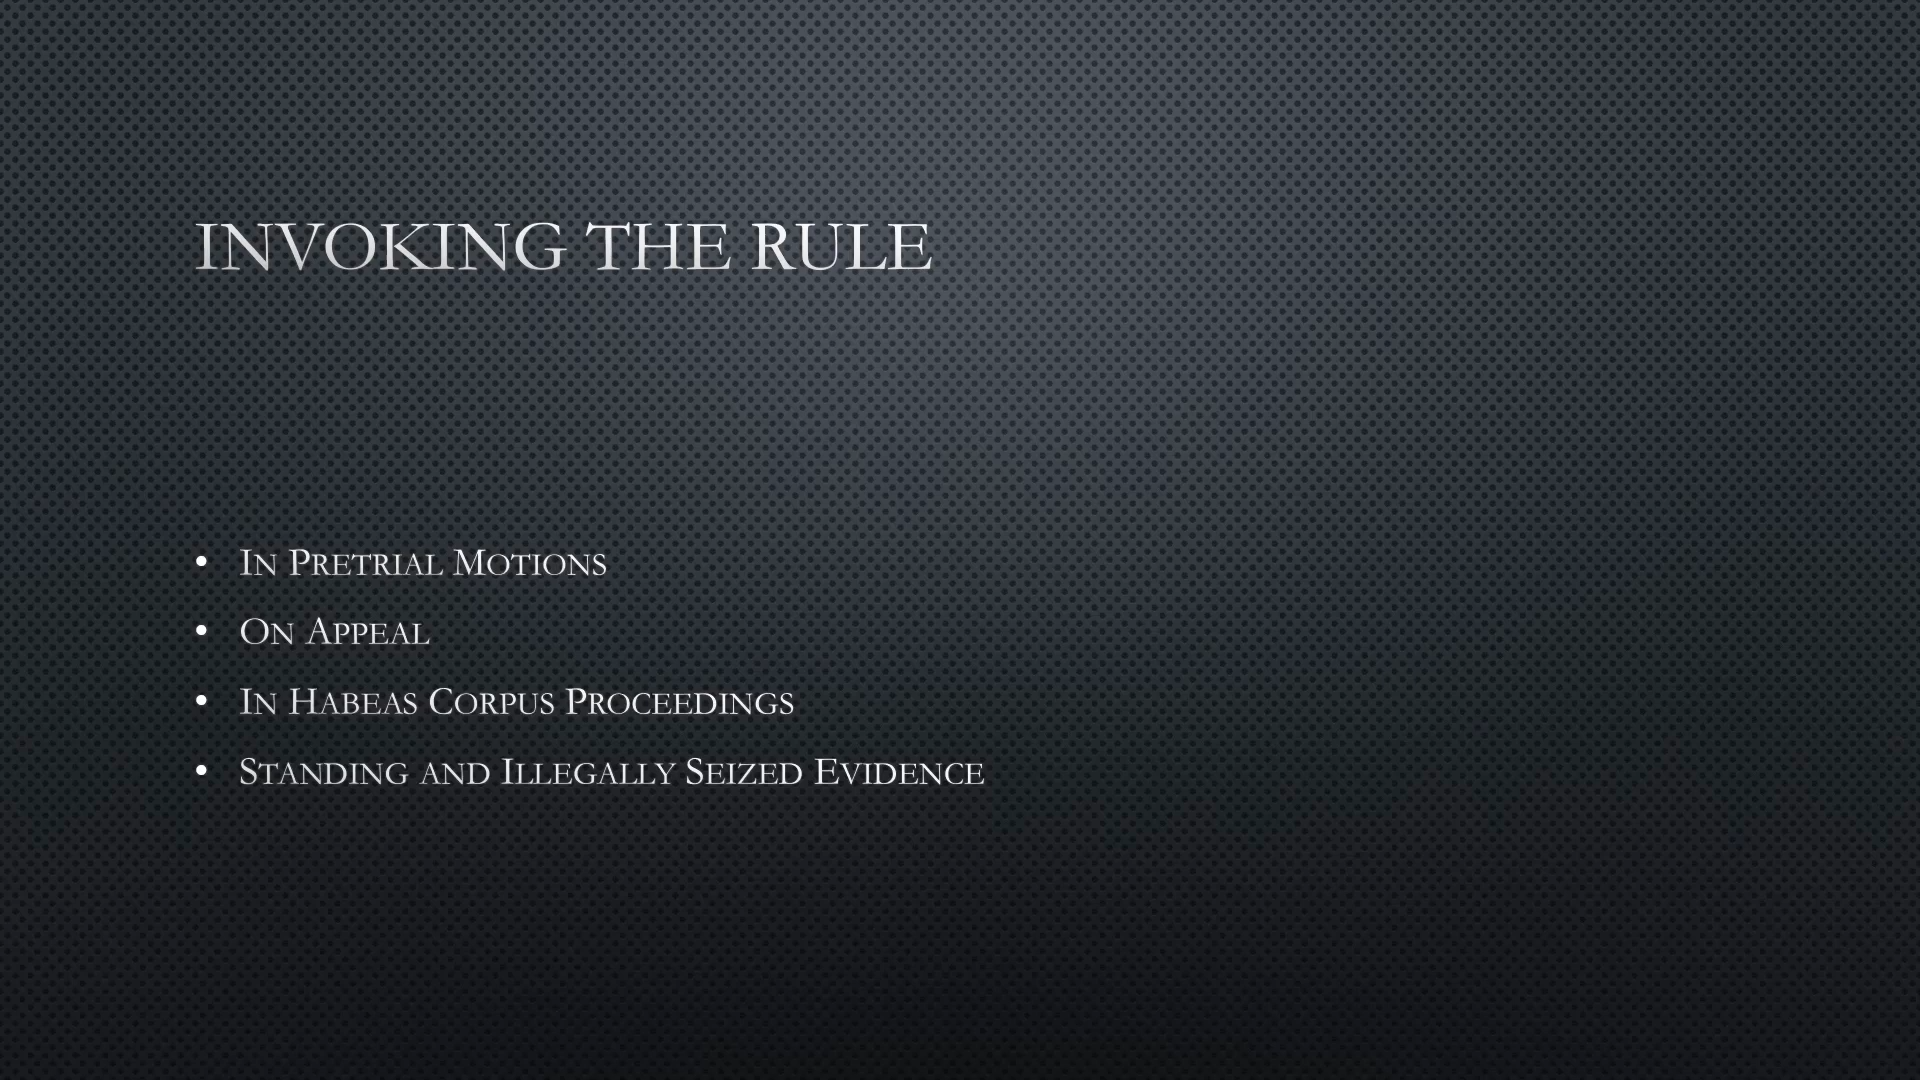 INVOKING THE RULE
• IN PRETRIAL MOTIONS
• ON APPEAL
• IN HABEAS CORPUS PROCEEDINGS
• STANDING AND ILLEGALLY SEIZED EVIDENCE